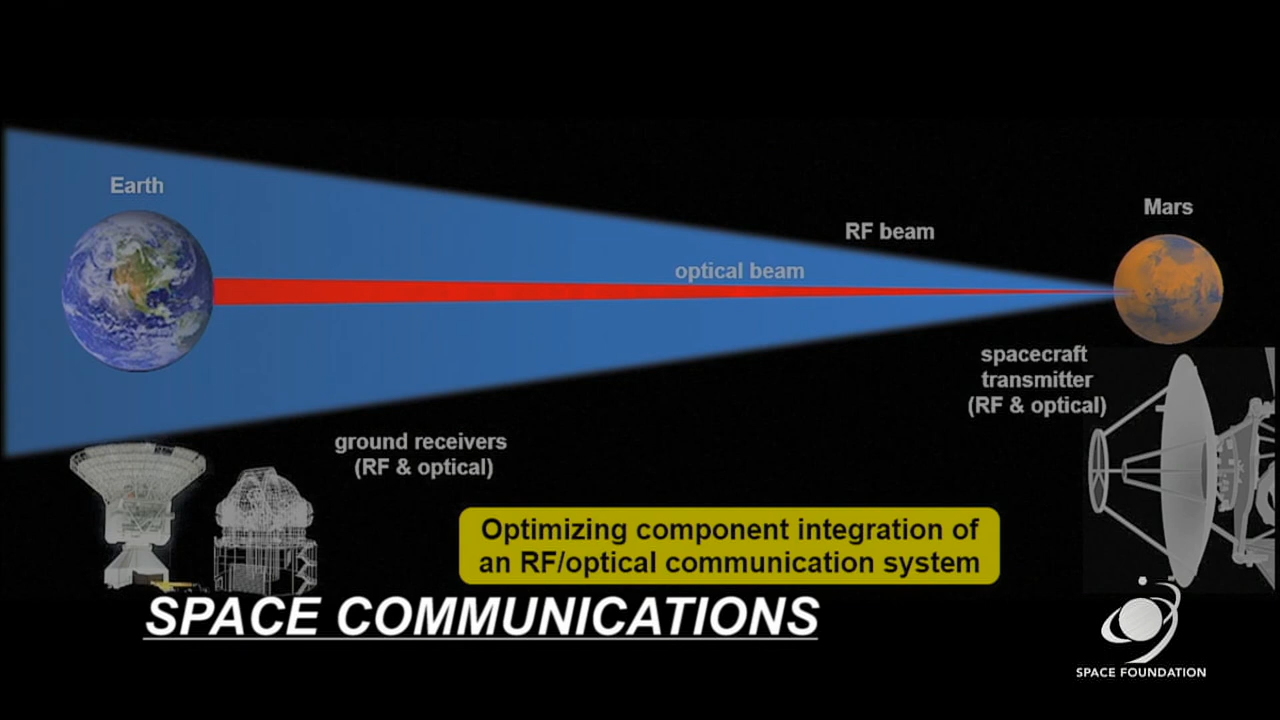 Earth
Mars
RF beam
optical beam
spacecraft
transmitter
(RF & optical)
ground receivers
(RF & optical)
Optimizing component integration of
an RF/optical communication system
SPACE COMMUNICATIONS
SPACE FOUNDATION